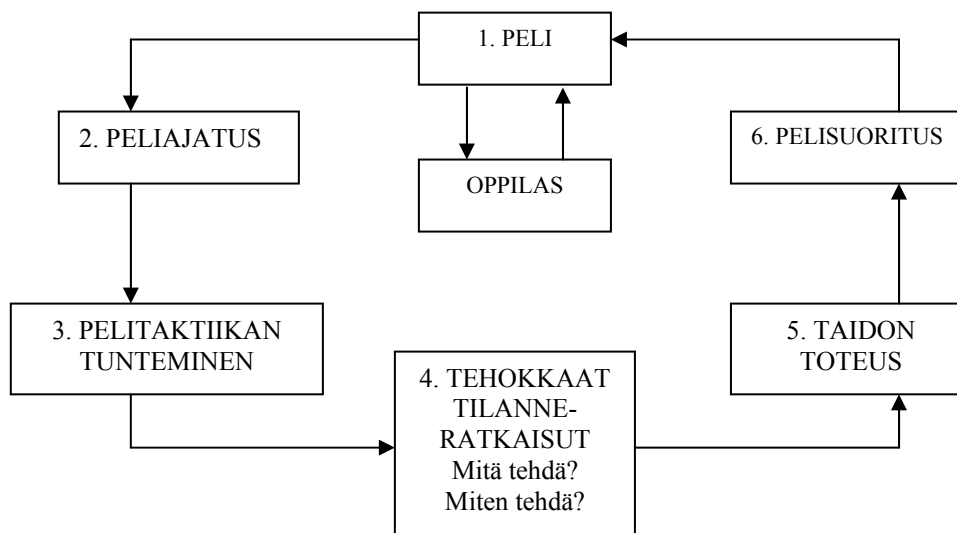 1. PELI
2. PELIAJATUS
6. PELISUORITUS
OPPILAS
3. PELITAKTIIKAN
TUNTEMINEN
5. TAIDON
TOTEUS
4. TEHOKKAAT
TILANNE-
RATKAISUT
Mitä tehdä?
Miten tehdä?